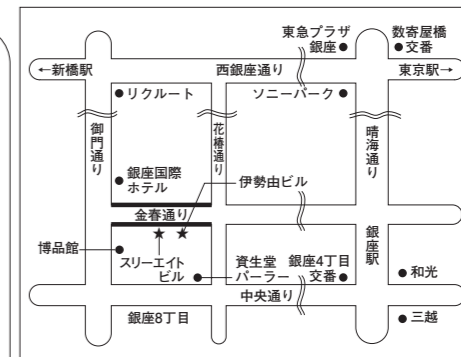 東急プラザ
銀座
数寄屋橋
交番
←新橋駅
西銀座通り
東京駅→
リクルート
ソニーパーク
御門通り
花椿通り
晴海通り
銀座国際
ホテル
伊勢由ビル
金春通り
博品館
スリーエイト
ビル
資生堂
パーラー
銀座4丁目
交番
銀座駅
和光
中央通り
銀座8丁目
三越